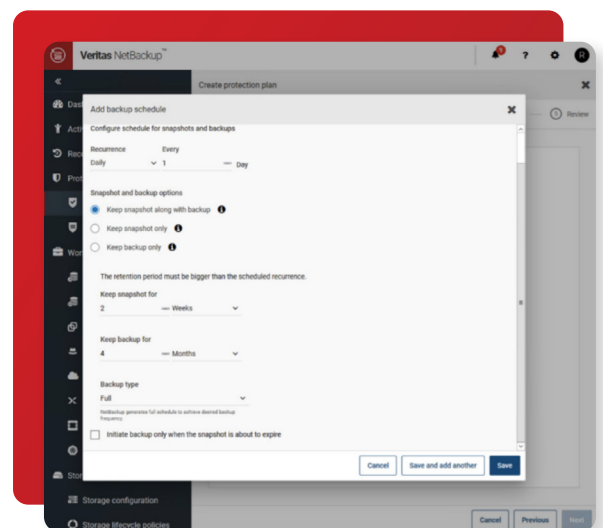 Veritas NetBackup™
?
R
«
Create protection plan
Add backup schedule
Review
Configure schedule for snapshots and backups
Recurrence Every
Daily 1 Day
Snapshot and backup options
Keep snapshot along with backup
Keep snapshot only
Keep backup only
The retention period must be bigger than the scheduled recurrence.
Keep snapshot for
2 Weeks
Keep backup for
4 Months
Backup type
Full
NetBackup generates full schedule to achieve desired backup
frequency.
Initiate backup only when the snapshot is about to expire
Cancel Save and add another Save
Storage configuration
Storage lifecycle policies
Cancel Previous Next